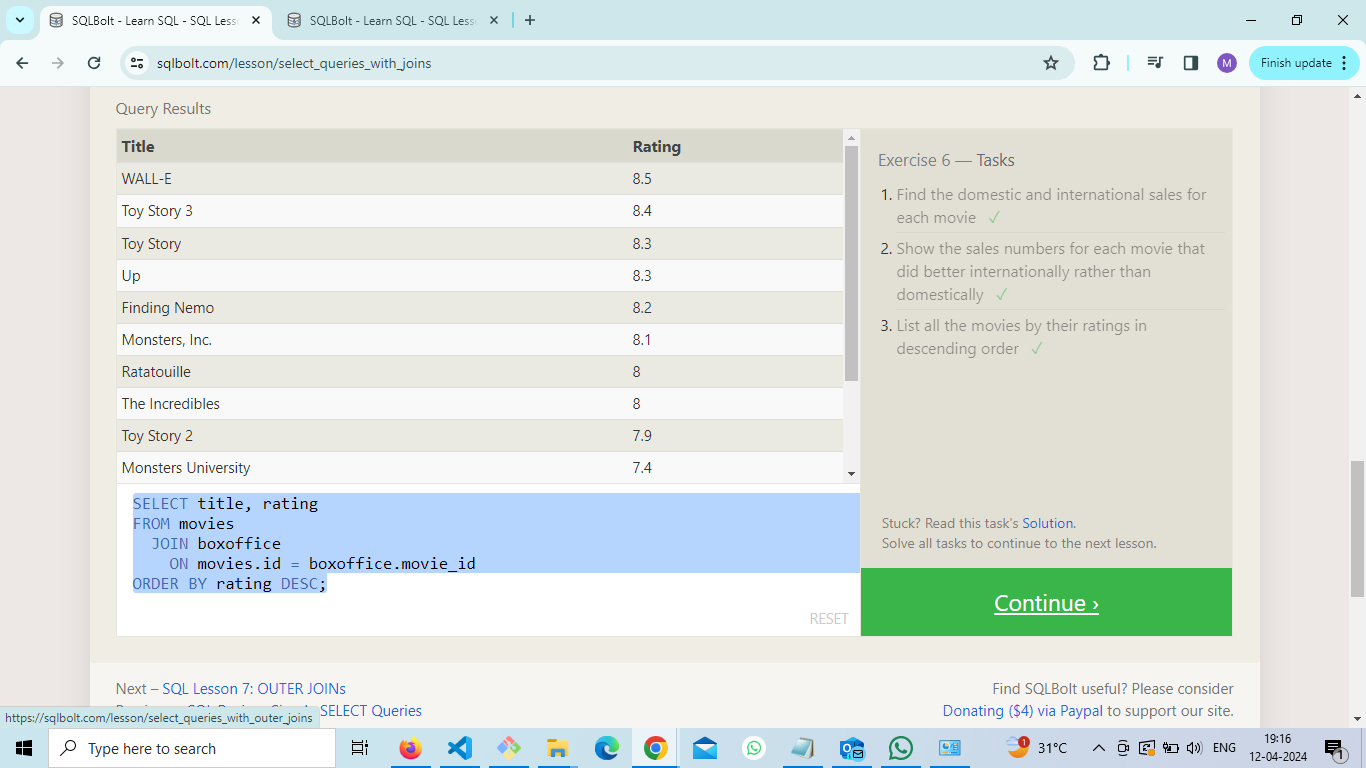 SQLBolt - Learn SQL - SQL Less
SQLBolt - Learn SQL - SQL Less
sqlbolt.com/lesson/select_queries_with_joins
M
Finish update
Query Results
Title Rating
WALL-E 8.5
Toy Story 3 8.4
Toy Story 8.3
Up 8.3
Finding Nemo 8.2
Monsters, Inc. 8.1
Ratatouille 8
The Incredibles 8
Toy Story 2 7.9
Monsters University 7.4
SELECT title, rating
FROM movies
JOIN boxoffice
ON movies.id = boxoffice.movie_id
ORDER BY rating DESC;
RESET
Exercise 6 — Tasks
1. Find the domestic and international sales for
each movie ✓
2. Show the sales numbers for each movie that
did better internationally rather than
domestically ✓
3. List all the movies by their ratings in
descending order ✓
Stuck? Read this task's Solution.
Solve all tasks to continue to the next lesson.
Continue ›
Next – SQL Lesson 7: OUTER JOINs
SELECT Queries
Find SQLBolt useful? Please consider
Donating ($4) via Paypal to support our site.
https://sqlbolt.com/lesson/select_queries_with_outer_joins
Type here to search
1
31°C
ENG
19:16
12-04-2024
1